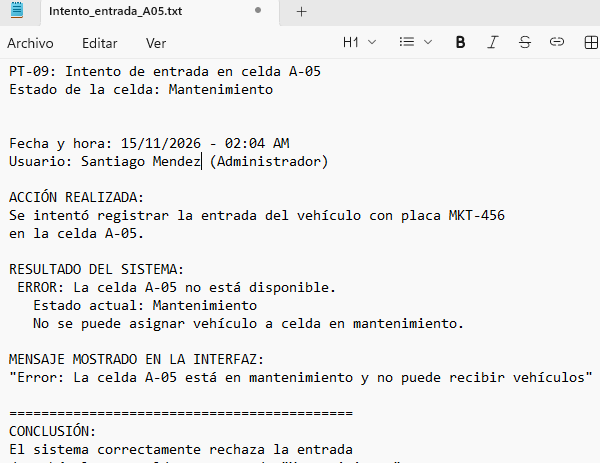 Intento_entrada_A05.txt
Archivo Editar Ver H1 B I S
PT-09: Intento de entrada en celda A-05
Estado de la celda: Mantenimiento
Fecha y hora: 15/11/2026 - 02:04 AM
Usuario: Santiago Mendez (Administrador)
ACCIÓN REALIZADA:
Se intentó registrar la entrada del vehículo con placa MKT-456
en la celda A-05.
RESULTADO DEL SISTEMA:
ERROR: La celda A-05 no está disponible.
Estado actual: Mantenimiento
No se puede asignar vehículo a celda en mantenimiento.
MENSAJE MOSTRADO EN LA INTERFAZ:
"Error: La celda A-05 está en mantenimiento y no puede recibir vehículos"
===========================================
CONCLUSIÓN:
El sistema correctamente rechaza la entrada